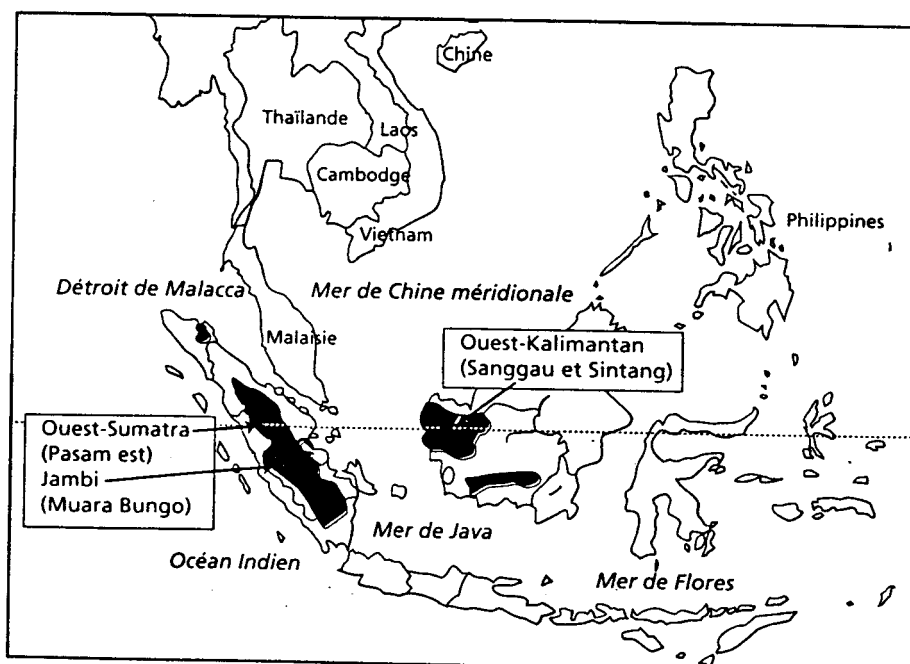 Chine
Thaïlande
Laos
Cambodge
Vietnam
Philippines
Détroit de Malacca
Mer de Chine méridionale
Malaisie
Ouest-Kalimantan
(Sanggau et Sintang)
Ouest-Sumatra
(Pasam est)
Jambi
(Muara Bungo)
Mer de Java
Océan Indien
Mer de Flores